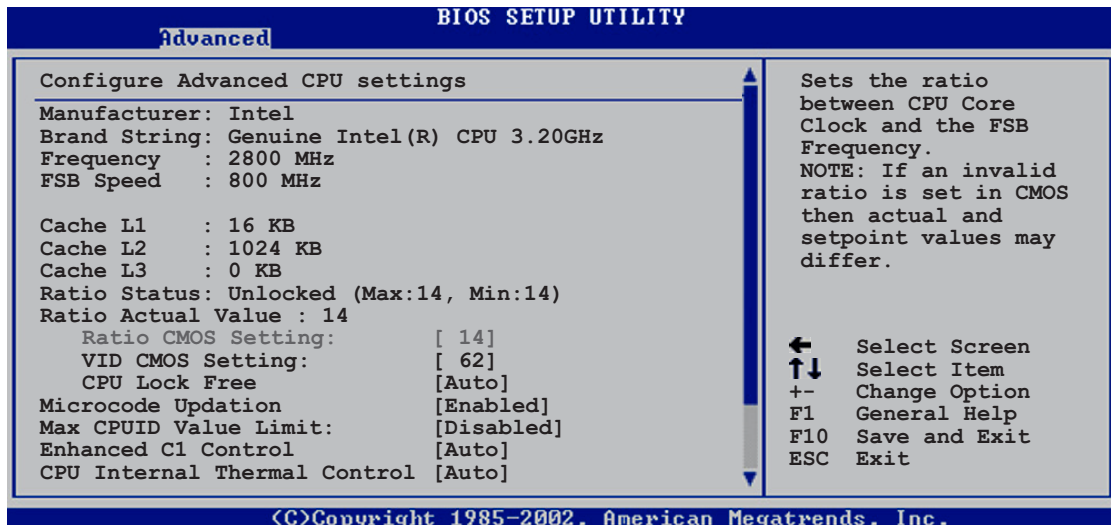 BIOS SETUP UTILITY
Advanced
Configure Advanced CPU settings
Manufacturer: Intel
Brand String: Genuine Intel(R) CPU 3.20GHz
Frequency : 2800 MHz
FSB Speed : 800 MHz
Cache L1 : 16 KB
Cache L2 : 1024 KB
Cache L3 : 0 KB
Ratio Status: Unlocked (Max:14, Min:14)
Ratio Actual Value : 14
Ratio CMOS Setting: [ 14]
VID CMOS Setting: [ 62]
CPU Lock Free [Auto]
Microcode Updation [Enabled]
Max CPUID Value Limit: [Disabled]
Enhanced C1 Control [Auto]
CPU Internal Thermal Control [Auto]
Sets the ratio
between CPU Core
Clock and the FSB
Frequency.
NOTE: If an invalid
ratio is set in CMOS
then actual and
setpoint values may
differ.
← Select Screen
↑↓ Select Item
+- Change Option
F1 General Help
F10 Save and Exit
ESC Exit
(C)Copyright 1985-2002, American Megatrends, Inc.